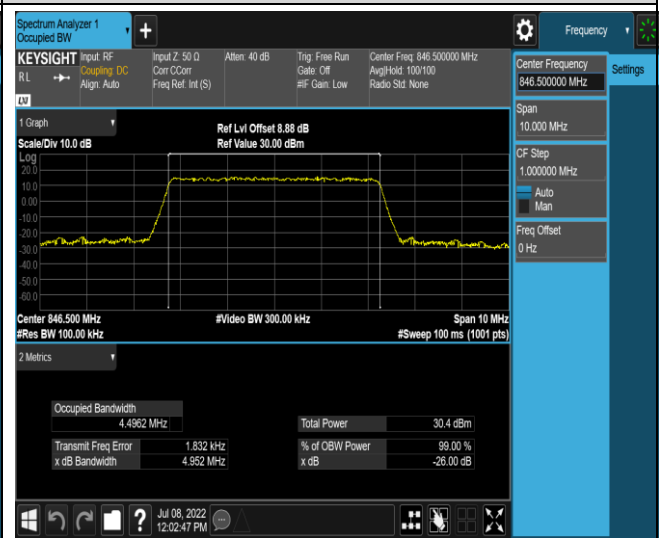 Spectrum Analyzer 1
Occupied BW
+
Frequency
KEYSIGHT
R L
LXI
Input: RF
Coupling: DC
Align: Auto
Input Z: 50 Ω
Corr CCorr
Freq Ref: Int (S)
Atten: 40 dB
Trig: Free Run
Gate: Off
#IF Gain: Low
Center Freq: 846.500000 MHz
Avg|Hold: 100/100
Radio Std: None
Center Frequency
846.500000 MHz
Settings
Span
10.000 MHz
CF Step
1.000000 MHz
Auto
Man
Freq Offset
0 Hz
1 Graph
Scale/Div 10.0 dB
Ref Lvl Offset 8.88 dB
Ref Value 30.00 dBm
Log
20.0
10.0
0.00
-10.0
-20.0
-30.0
-40.0
-50.0
-60.0
Center 846.500 MHz
#Video BW 300.00 kHz
Span 10 MHz
#Res BW 100.00 kHz
#Sweep 100 ms (1001 pts)
2 Metrics
Occupied Bandwidth
4.4962 MHz
Total Power 30.4 dBm
Transmit Freq Error 1.832 kHz
% of OBW Power 99.00 %
x dB Bandwidth 4.952 MHz
x dB -26.00 dB
?
Jul 08, 2022
12:02:47 PM